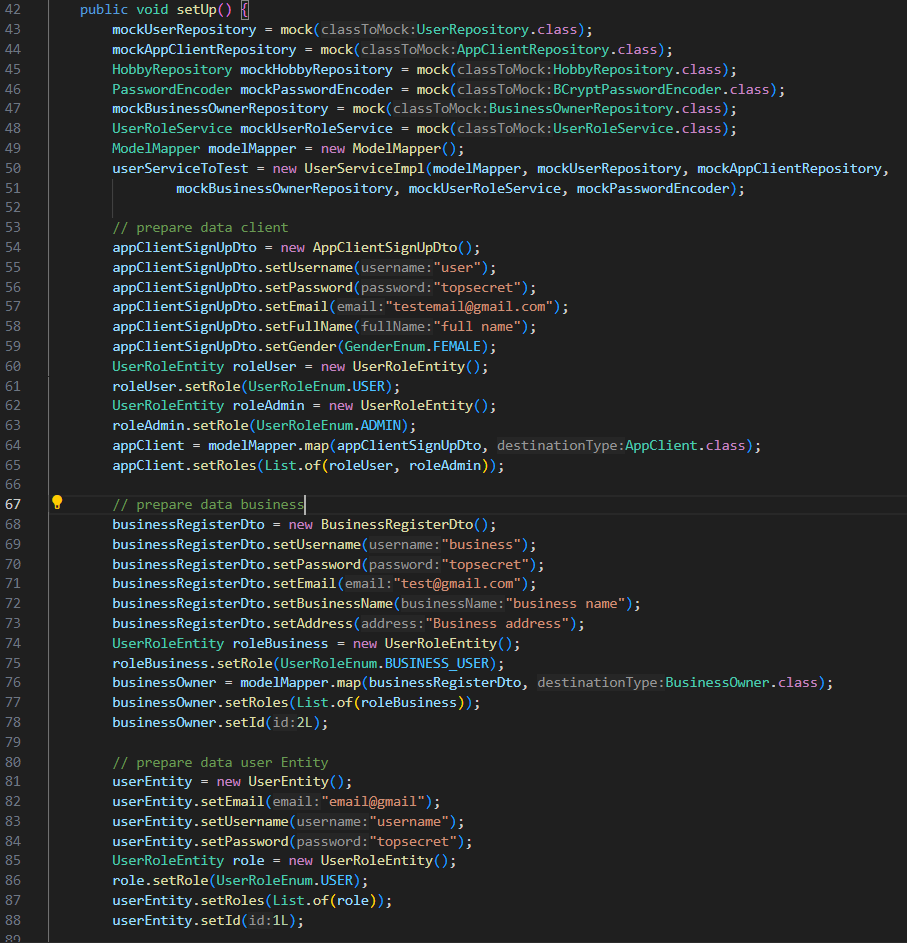 42 public void setUp() {
43 mockUserRepository = mock(classToMock:UserRepository.class);
44 mockAppClientRepository = mock(classToMock:AppClientRepository.class);
45 HobbyRepository mockHobbyRepository = mock(classToMock:HobbyRepository.class);
46 PasswordEncoder mockPasswordEncoder = mock(classToMock:BCryptPasswordEncoder.class);
47 mockBusinessOwnerRepository = mock(classToMock:BusinessOwnerRepository.class);
48 UserRoleService mockUserRoleService = mock(classToMock:UserRoleService.class);
49 ModelMapper modelMapper = new ModelMapper();
50 userServiceToTest = new UserServiceImpl(modelMapper, mockUserRepository, mockAppClientRepository,
51 mockBusinessOwnerRepository, mockUserRoleService, mockPasswordEncoder);
52
53 // prepare data client
54 appClientSignUpDto = new AppClientSignUpDto();
55 appClientSignUpDto.setUsername(username:"user");
56 appClientSignUpDto.setPassword(password:"topsecret");
57 appClientSignUpDto.setEmail(email:"testemail@gmail.com");
58 appClientSignUpDto.setFullName(fullName:"full name");
59 appClientSignUpDto.setGender(GenderEnum.FEMALE);
60 UserRoleEntity roleUser = new UserRoleEntity();
61 roleUser.setRole(UserRoleEnum.USER);
62 UserRoleEntity roleAdmin = new UserRoleEntity();
63 roleAdmin.setRole(UserRoleEnum.ADMIN);
64 appClient = modelMapper.map(appClientSignUpDto, destinationType:AppClient.class);
65 appClient.setRoles(List.of(roleUser, roleAdmin));
66
67 // prepare data business
68 businessRegisterDto = new BusinessRegisterDto();
69 businessRegisterDto.setUsername(username:"business");
70 businessRegisterDto.setPassword(password:"topsecret");
71 businessRegisterDto.setEmail(email:"test@gmail.com");
72 businessRegisterDto.setBusinessName(businessName:"business name");
73 businessRegisterDto.setAddress(address:"Business address");
74 UserRoleEntity roleBusiness = new UserRoleEntity();
75 roleBusiness.setRole(UserRoleEnum.BUSINESS_USER);
76 businessOwner = modelMapper.map(businessRegisterDto, destinationType:BusinessOwner.class);
77 businessOwner.setRoles(List.of(roleBusiness));
78 businessOwner.setId(id:2L);
79
80 // prepare data user Entity
81 userEntity = new UserEntity();
82 userEntity.setEmail(email:"email@gmail");
83 userEntity.setUsername(username:"username");
84 userEntity.setPassword(password:"topsecret");
85 UserRoleEntity role = new UserRoleEntity();
86 role.setRole(UserRoleEnum.USER);
87 userEntity.setRoles(List.of(role));
88 userEntity.setId(id:1L);
89